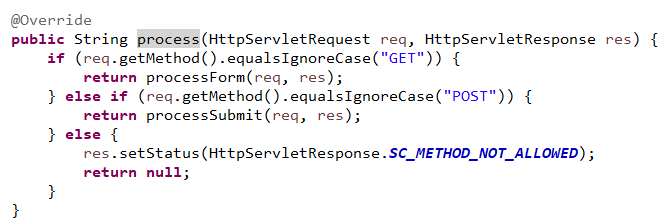 @Override
public String process(HttpServletRequest req, HttpServletResponse res) {
    if (req.getMethod().equalsIgnoreCase("GET")) {
        return processForm(req, res);
    } else if (req.getMethod().equalsIgnoreCase("POST")) {
        return processSubmit(req, res);
    } else {
        res.setStatus(HttpServletResponse.SC_METHOD_NOT_ALLOWED);
        return null;
    }
}